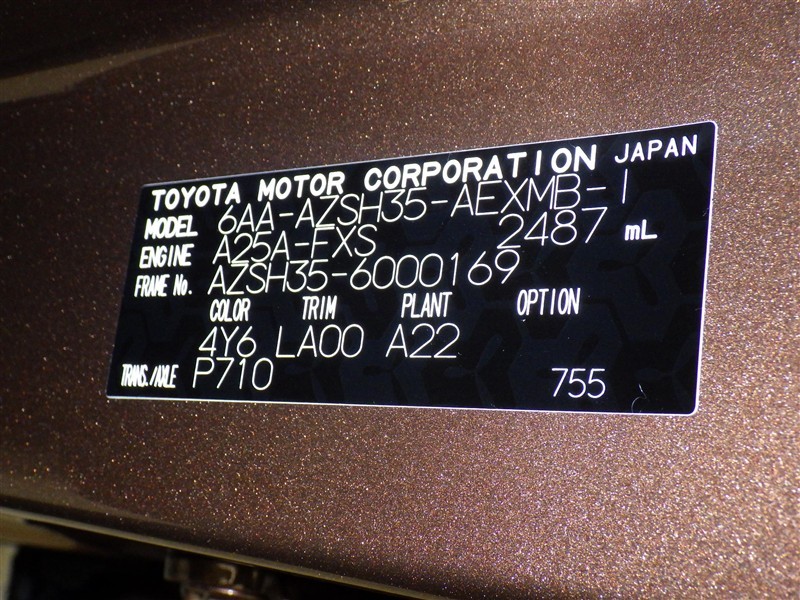 TOYOTA MOTOR CORPORATION JAPAN
MODEL 6AA-AZSH35-AEXMB-I
ENGINE A25A-FXS 2487 mL
FRAME No. AZSH35-6000169
COLOR TRIM PLANT OPTION
4Y6 LA00 A22
TRANS./AXLE P710 755